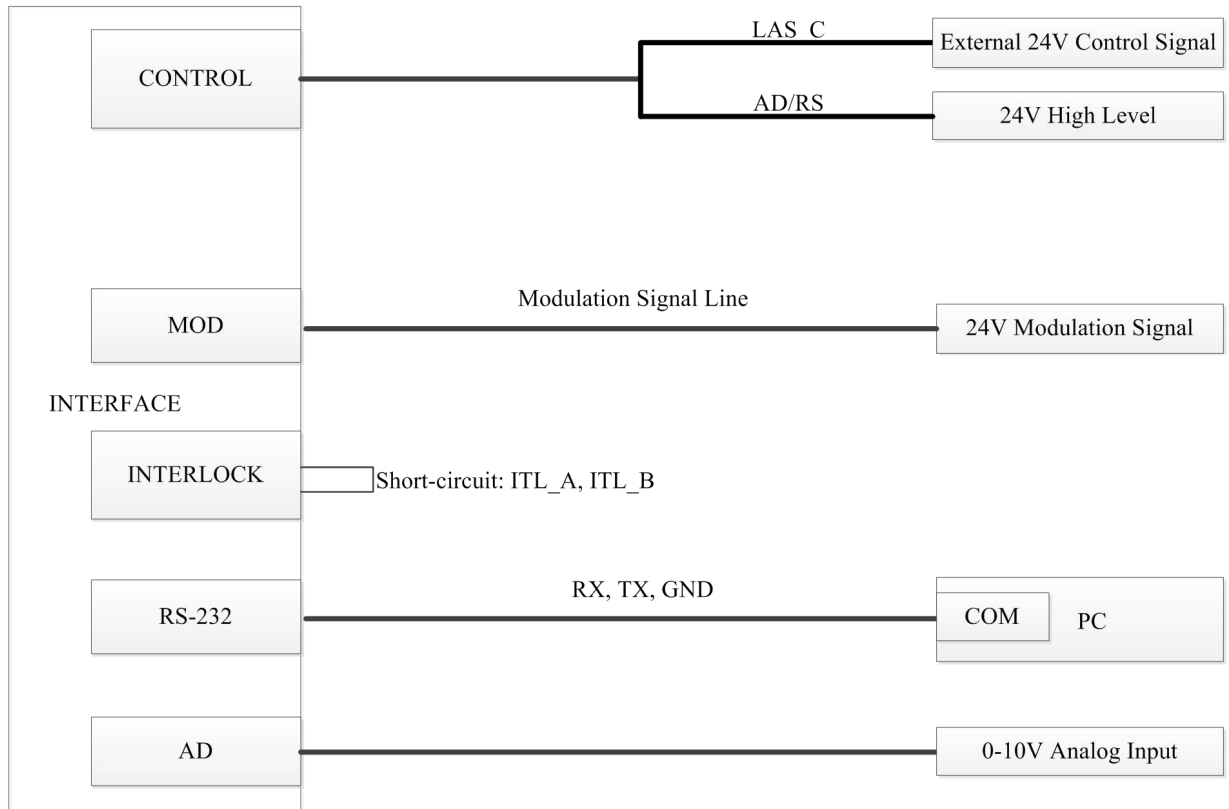 LAS_C
External 24V Control Signal
CONTROL
AD/RS
24V High Level
Modulation Signal Line
MOD
24V Modulation Signal
INTERFACE
INTERLOCK
Short-circuit: ITL_A, ITL_B
RX, TX, GND
RS-232
COM
PC
AD
0-10V Analog Input